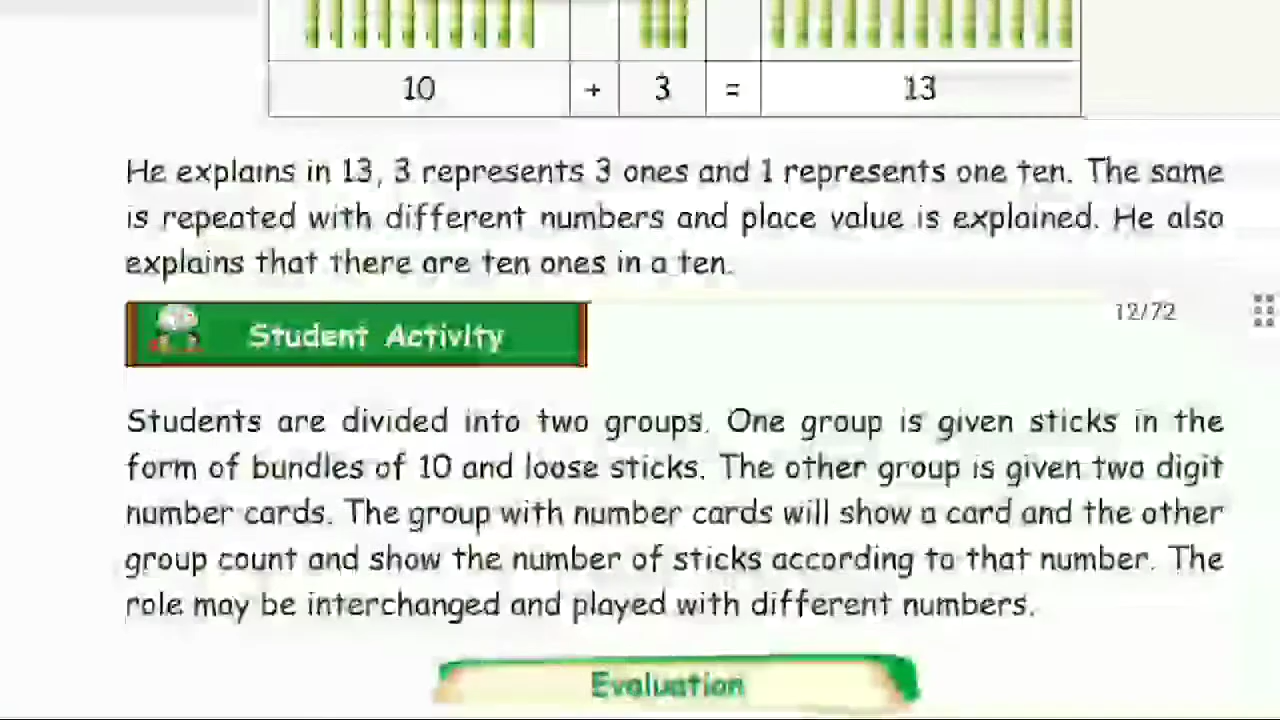 10 + 3 = 13
He explains in 13, 3 represents 3 ones and 1 represents one ten. The same
is repeated with different numbers and place value is explained. He also
explains that there are ten ones in a ten.
12/72
Student Activity
Students are divided into two groups. One group is given sticks in the
form of bundles of 10 and loose sticks. The other group is given two digit
number cards. The group with number cards will show a card and the other
group count and show the number of sticks according to that number. The
role may be interchanged and played with different numbers.
Evaluation